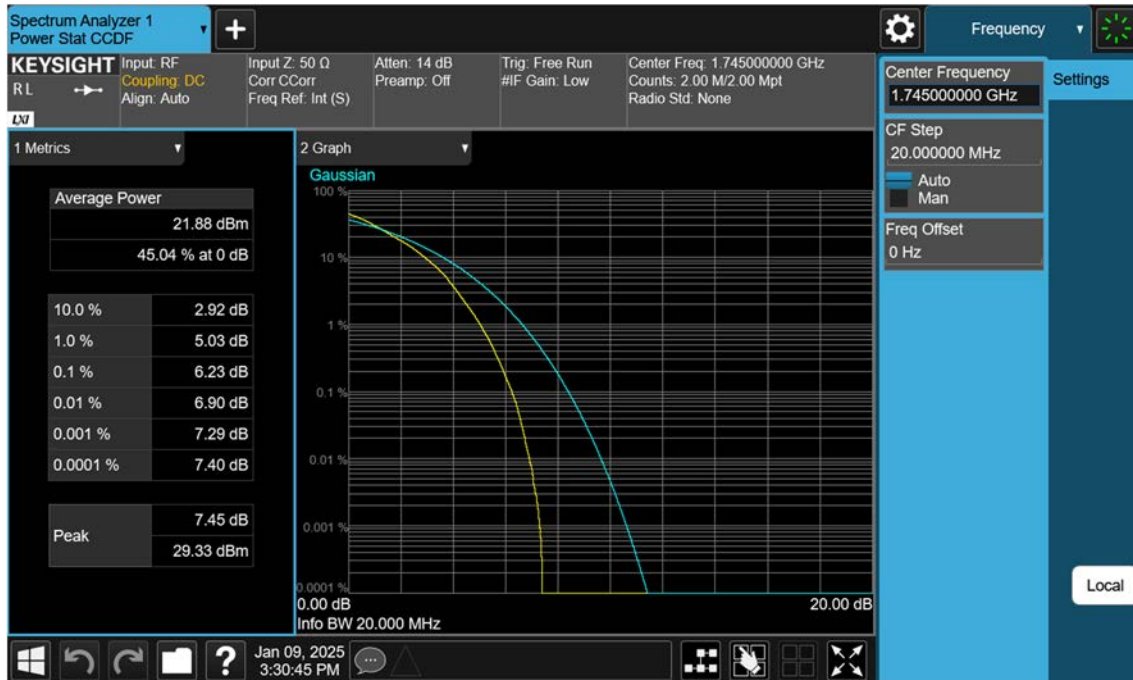 Spectrum Analyzer 1
Power Stat CCDF
+
Frequency
KEYSIGHT
RL
LXI
Input: RF
Coupling: DC
Align: Auto
Input Z: 50 Ω
Corr CCorr
Freq Ref: Int (S)
Atten: 14 dB
Preamp: Off
Trig: Free Run
#IF Gain: Low
Center Freq: 1.745000000 GHz
Counts: 2.00 M/2.00 Mpt
Radio Std: None
Center Frequency
1.745000000 GHz
Settings
CF Step
20.000000 MHz
Auto
Man
Freq Offset
0 Hz
1 Metrics
Average Power
21.88 dBm
45.04 % at 0 dB
10.0 % 2.92 dB
1.0 % 5.03 dB
0.1 % 6.23 dB
0.01 % 6.90 dB
0.001 % 7.29 dB
0.0001 % 7.40 dB
Peak
7.45 dB
29.33 dBm
2 Graph
Gaussian
100 %
10 %
1 %
0.1 %
0.01 %
0.001 %
0.0001 %
0.00 dB 20.00 dB
Info BW 20.000 MHz
Local
?
Jan 09, 2025
3:30:45 PM